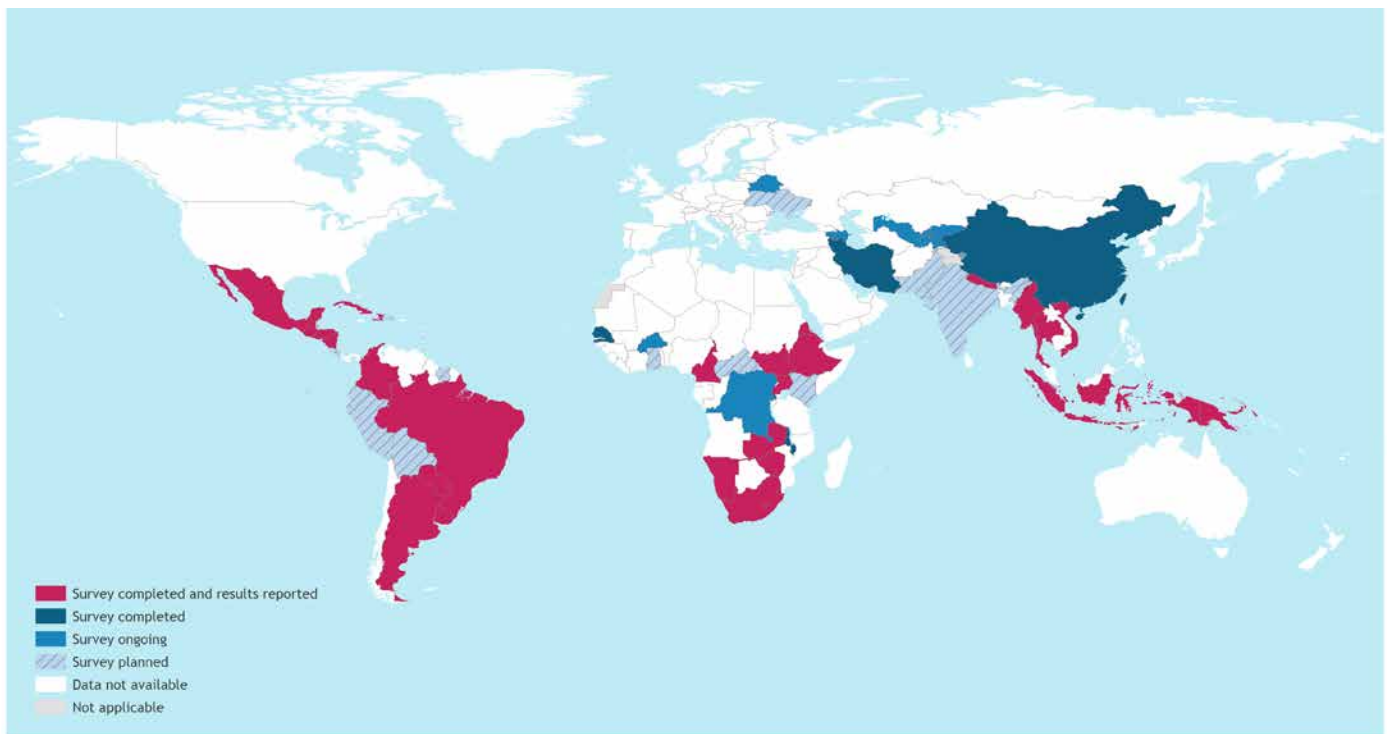 Survey completed and results reported
Survey completed
Survey ongoing
Survey planned
Data not available
Not applicable